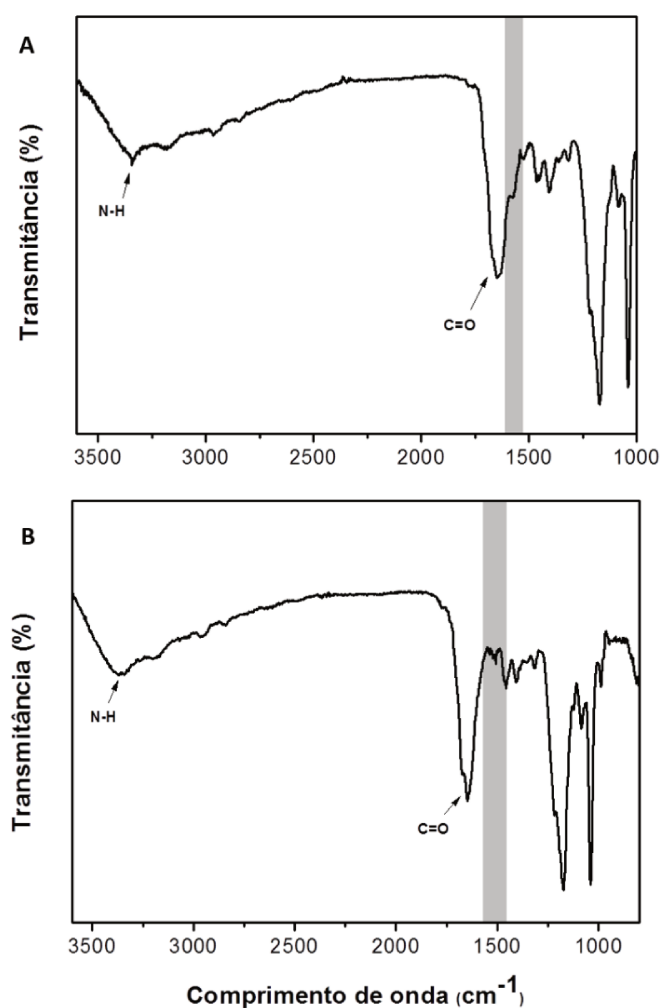 A
Transmitância (%)
N-H
C=O
3500 3000 2500 2000 1500 1000
B
Transmitância (%)
N-H
C=O
3500 3000 2500 2000 1500 1000
Comprimento de onda (cm-1)